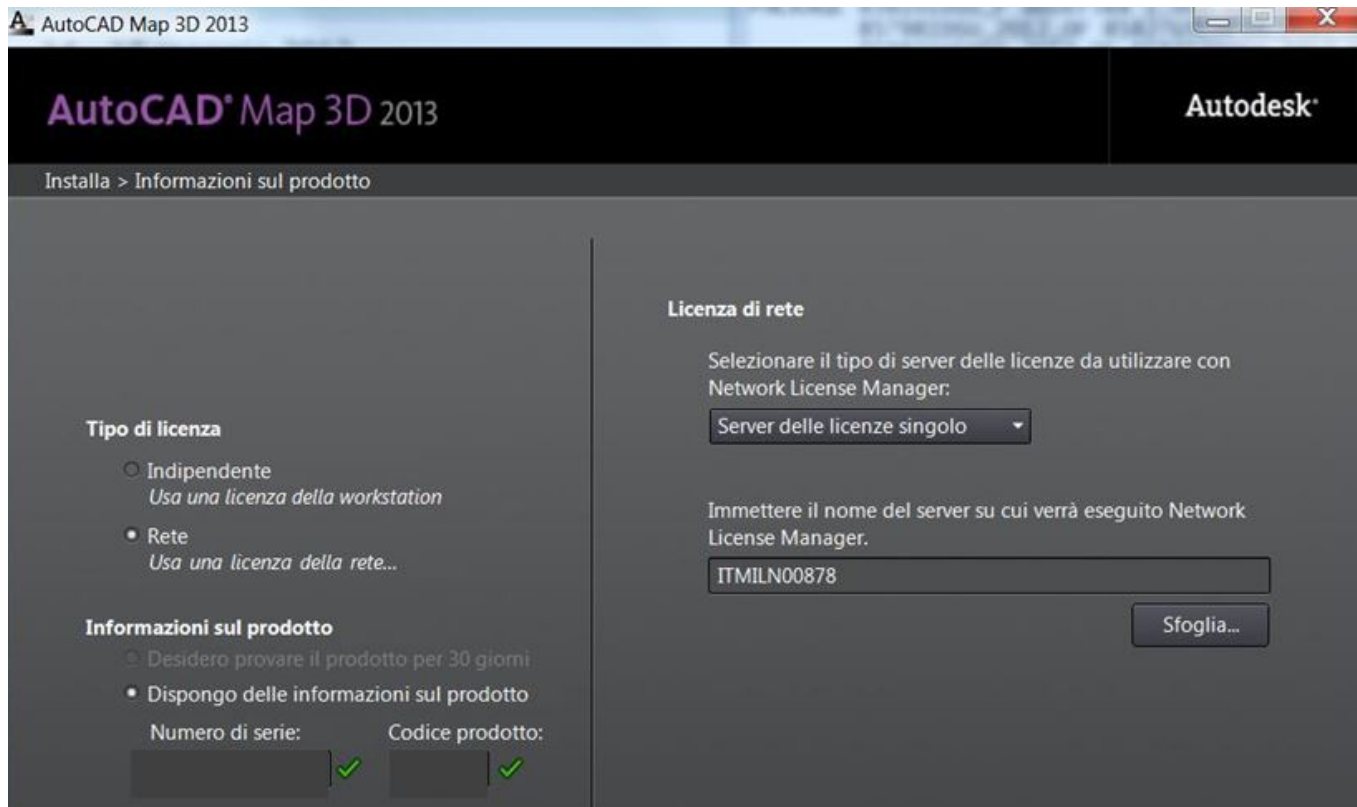 AutoCAD Map 3D 2013
AutoCAD® Map 3D 2013
Autodesk®
Installa > Informazioni sul prodotto
Tipo di licenza
Indipendente
Usa una licenza della workstation
Rete
Usa una licenza della rete...
Informazioni sul prodotto
Desidero provare il prodotto per 30 giorni
Dispongo delle informazioni sul prodotto
Numero di serie: Codice prodotto:
Licenza di rete
Selezionare il tipo di server delle licenze da utilizzare con
Network License Manager:
Server delle licenze singolo
Immettere il nome del server su cui verrà eseguito Network
License Manager.
ITMILN00878
Sfoglia...